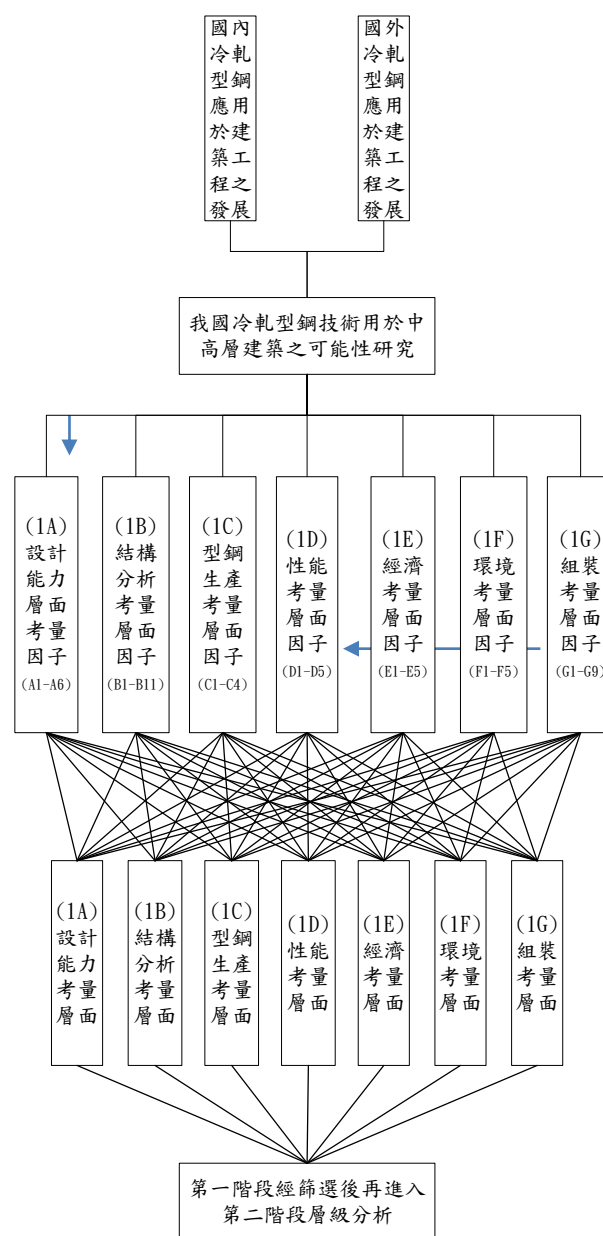 國內
冷軋
型鋼
應用
於建
築工
程之
發展
國外
冷軋
型鋼
應用
於建
築工
程之
發展
我國冷軋型鋼技術用於中
高層建築之可能性研究
(1A)
設計
能力
層面
考量
因子
(A1-A6)
(1B)
結構
分析
考量
層面
因子
(B1-B11)
(1C)
型鋼
生產
考量
層面
因子
(C1-C4)
(1D)
性能
考量
層面
因子
(D1-D5)
(1E)
經濟
考量
層面
因子
(E1-E5)
(1F)
環境
考量
層面
因子
(F1-F5)
(1G)
組裝
考量
層面
因子
(G1-G9)
(1A)
設計
能力
考量
層面
(1B)
結構
分析
考量
層面
(1C)
型鋼
生產
考量
層面
(1D)
性能
考量
層面
(1E)
經濟
考量
層面
(1F)
環境
考量
層面
(1G)
組裝
考量
層面
第一階段經篩選後再進入
第二階段層級分析